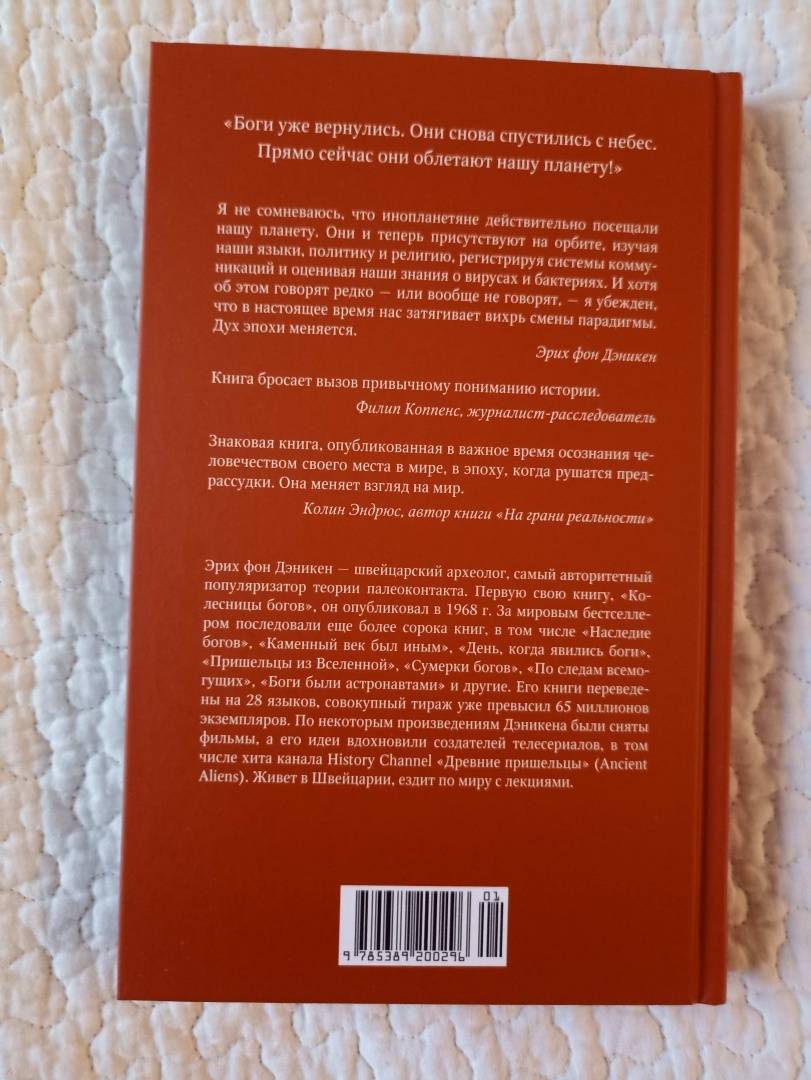 «Боги уже вернулись. Они снова спустились с небес.
Прямо сейчас они облетают нашу планету!»
Я не сомневаюсь, что инопланетяне действительно посещали
нашу планету. Они и теперь присутствуют на орбите, изучая
наши языки, политику и религию, регистрируя системы комму-
никаций и оценивая наши знания о вирусах и бактериях. И хотя
об этом говорят редко — или вообще не говорят, — я убежден,
что в настоящее время нас затягивает вихрь смены парадигмы.
Дух эпохи меняется.
Эрих фон Дэникен
Книга бросает вызов привычному пониманию истории.
Филип Коппенс, журналист-расследователь
Знаковая книга, опубликованная в важное время осознания че-
ловечеством своего места в мире, в эпоху, когда рушатся пред-
рассудки. Она меняет взгляд на мир.
Колин Эндрюс, автор книги «На грани реальности»
Эрих фон Дэникен — швейцарский археолог, самый авторитетный
популяризатор теории палеоконтакта. Первую свою книгу, «Ко-
лесницы богов», он опубликовал в 1968 г. За мировым бестселле-
ром последовали еще более сорока книг, в том числе «Наследие
богов», «Каменный век был иным», «День, когда явились боги»,
«Пришельцы из Вселенной», «Сумерки богов», «По следам всемо-
гущих», «Боги были астронавтами» и другие. Его книги переведе-
ны на 28 языков, совокупный тираж уже превысил 65 миллионов
экземпляров. По некоторым произведениям Дэникена были сняты
фильмы, а его идеи вдохновили создателей телесериалов, в том
числе хита канала History Channel «Древние пришельцы» (Ancient
Aliens). Живет в Швейцарии, ездит по миру с лекциями.
01
9 785389 200296